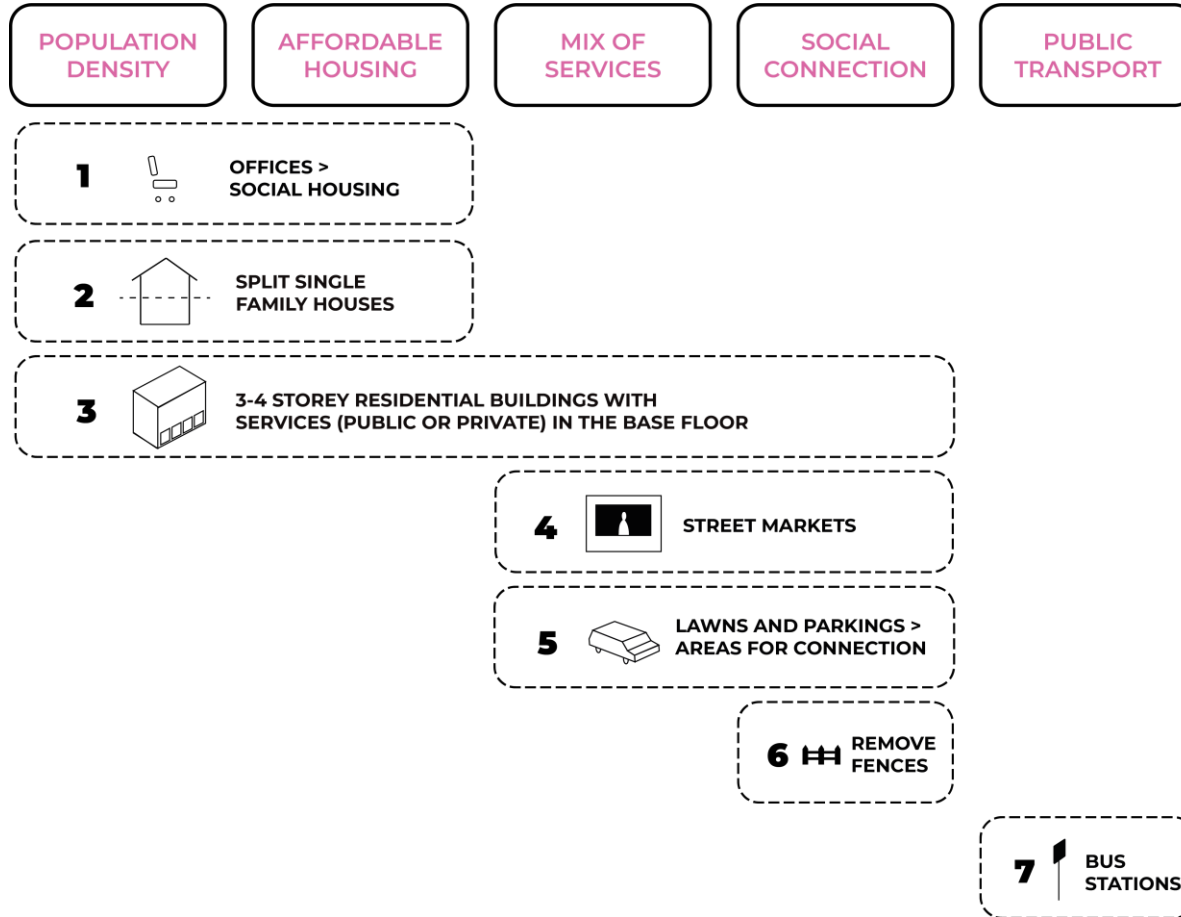 POPULATION
DENSITY
AFFORDABLE
HOUSING
MIX OF
SERVICES
SOCIAL
CONNECTION
PUBLIC
TRANSPORT
1
OFFICES >
SOCIAL HOUSING
2
SPLIT SINGLE
FAMILY HOUSES
3
3-4 STOREY RESIDENTIAL BUILDINGS WITH
SERVICES (PUBLIC OR PRIVATE) IN THE BASE FLOOR
4
STREET MARKETS
5
LAWNS AND PARKINGS >
AREAS FOR CONNECTION
6
REMOVE
FENCES
7
BUS
STATIONS